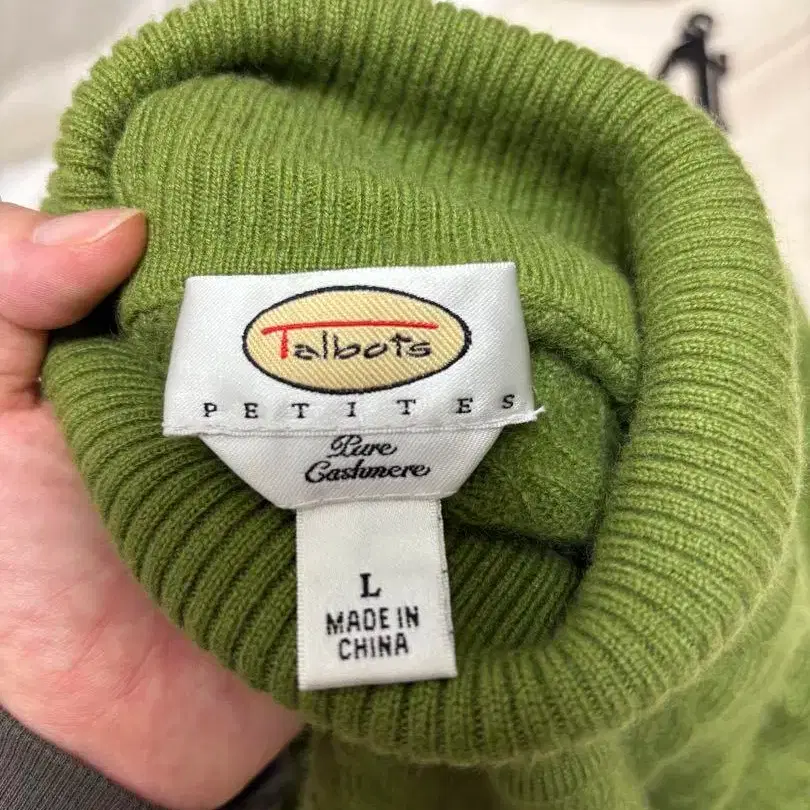 Talbots
PETITES
Pure
Cashmere
L
MADE IN
CHINA